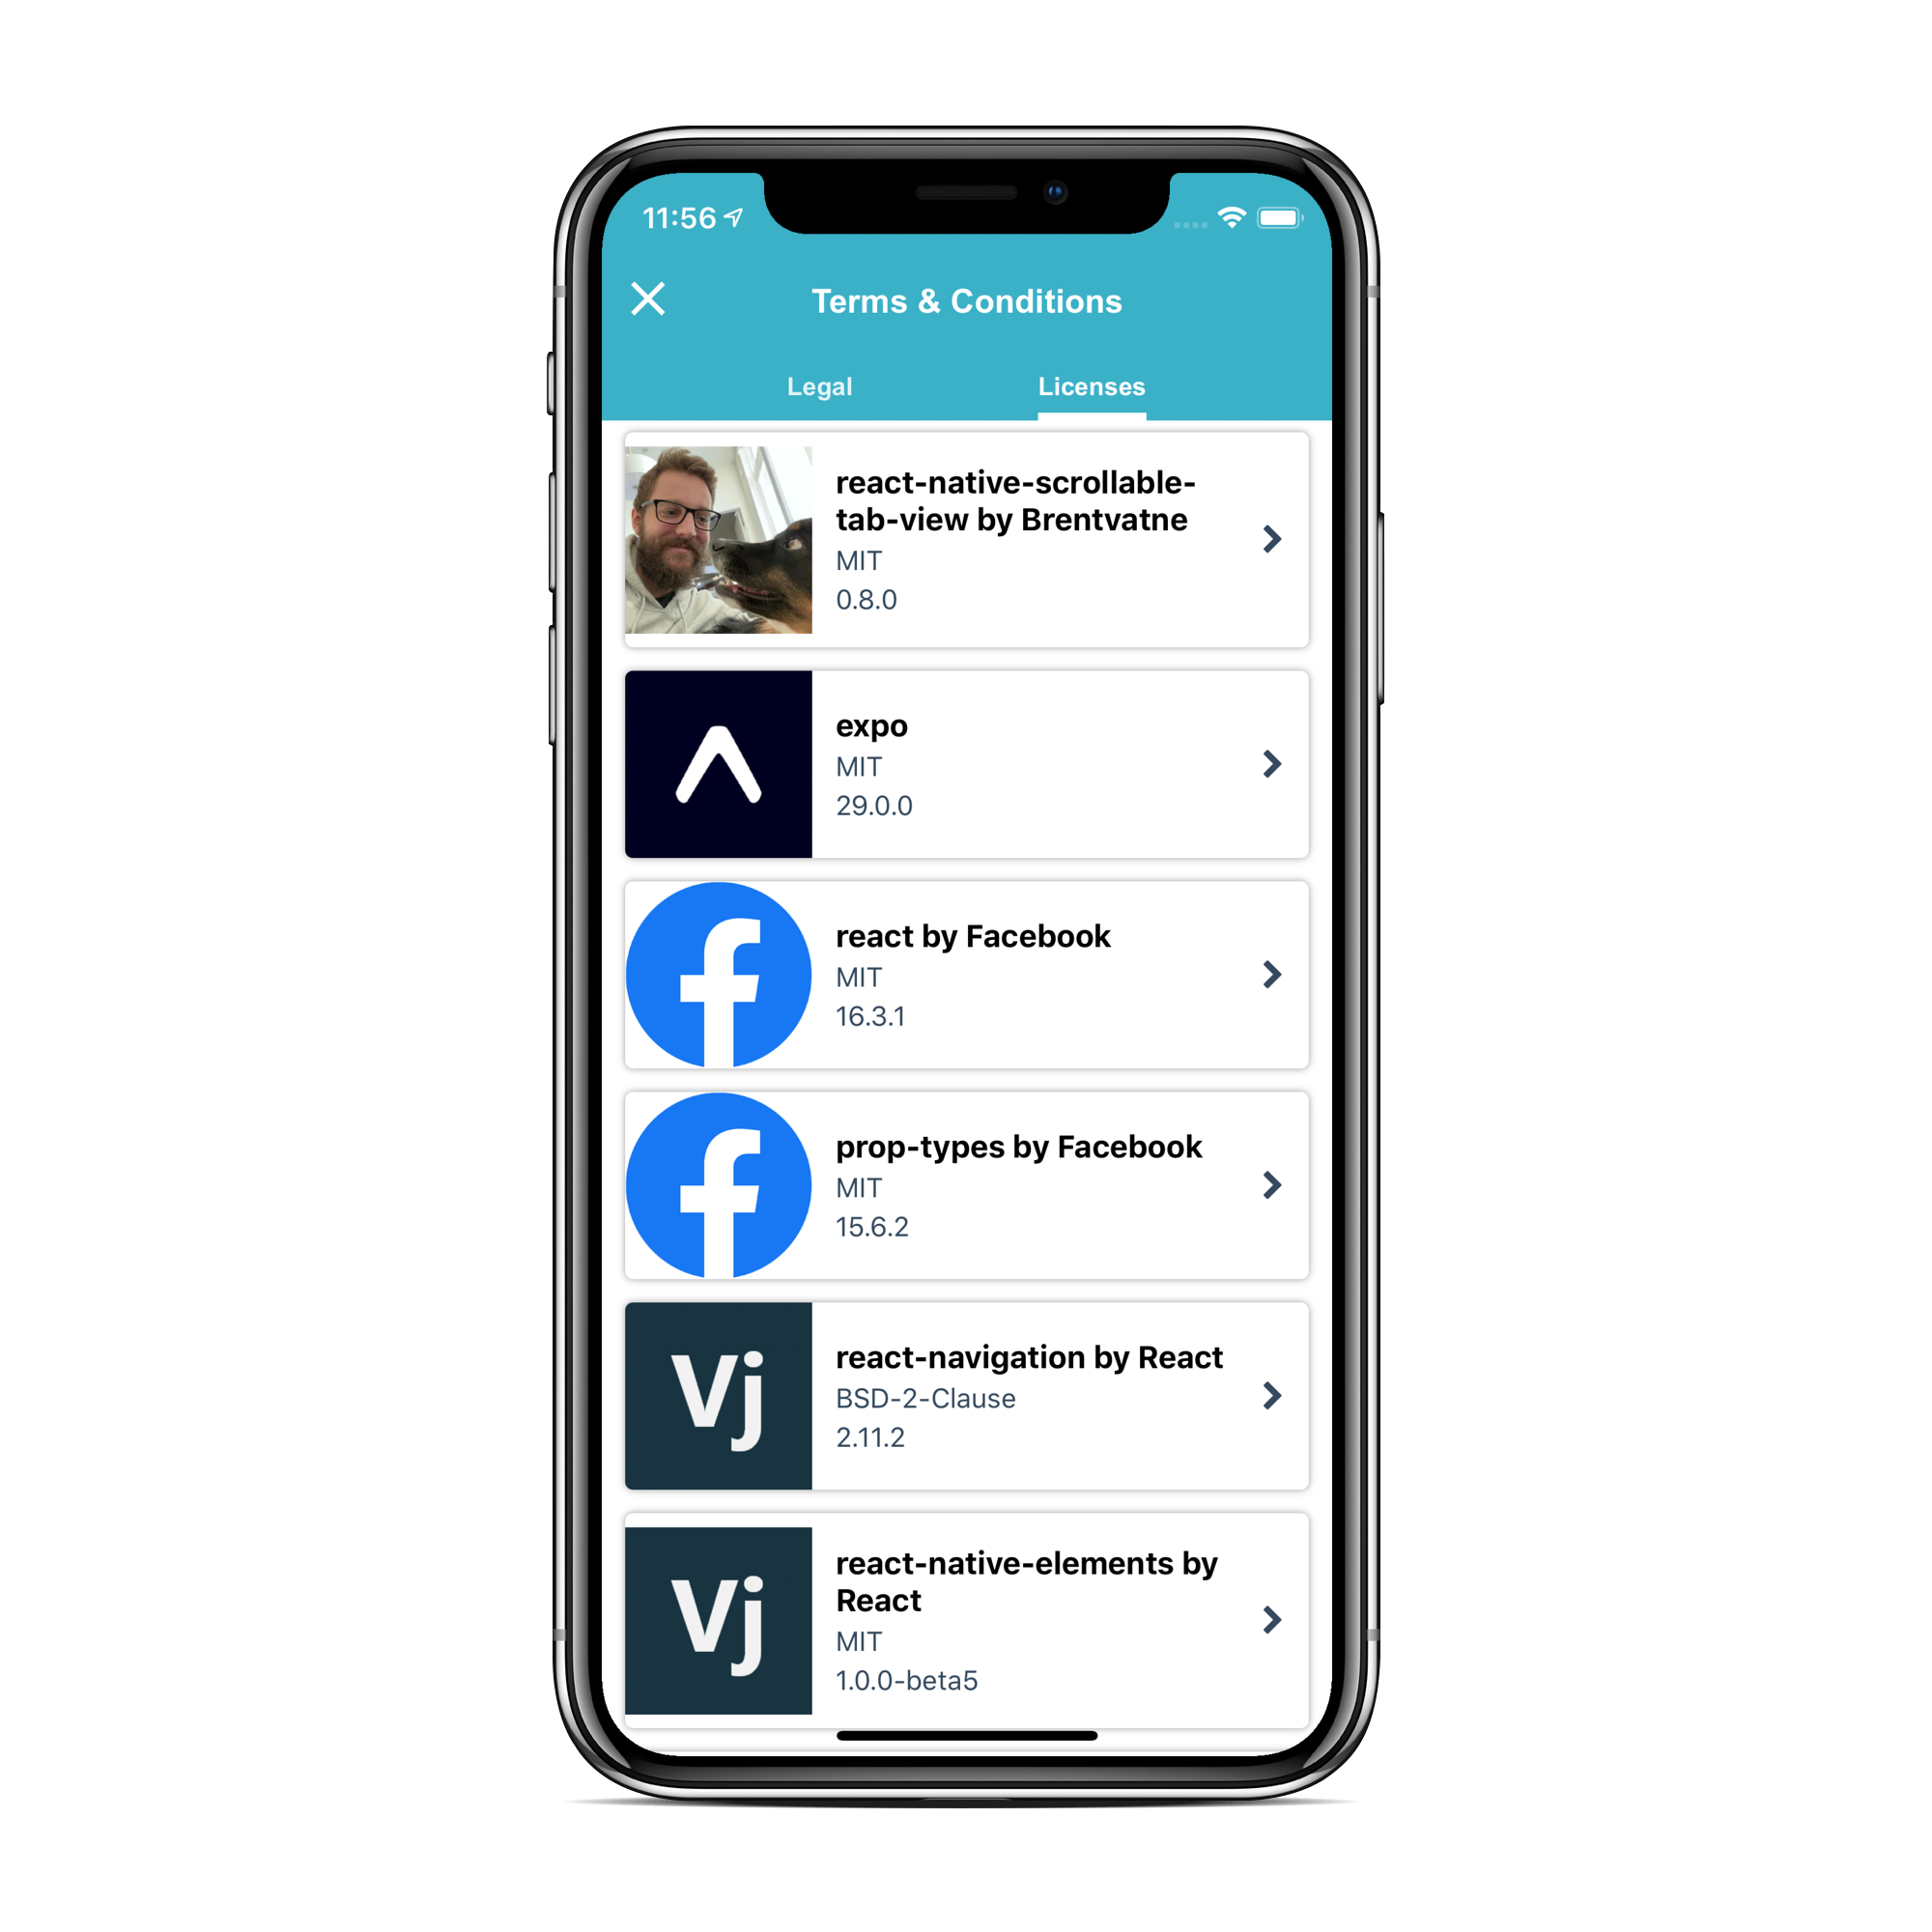 11:56
Terms & Conditions
Legal
Licenses
react-native-scrollable-
tab-view by Brentvatne
MIT
0.8.0
expo
MIT
29.0.0
react by Facebook
MIT
16.3.1
prop-types by Facebook
MIT
15.6.2
Vj
react-navigation by React
BSD-2-Clause
2.11.2
Vj
react-native-elements by
React
MIT
1.0.0-beta5